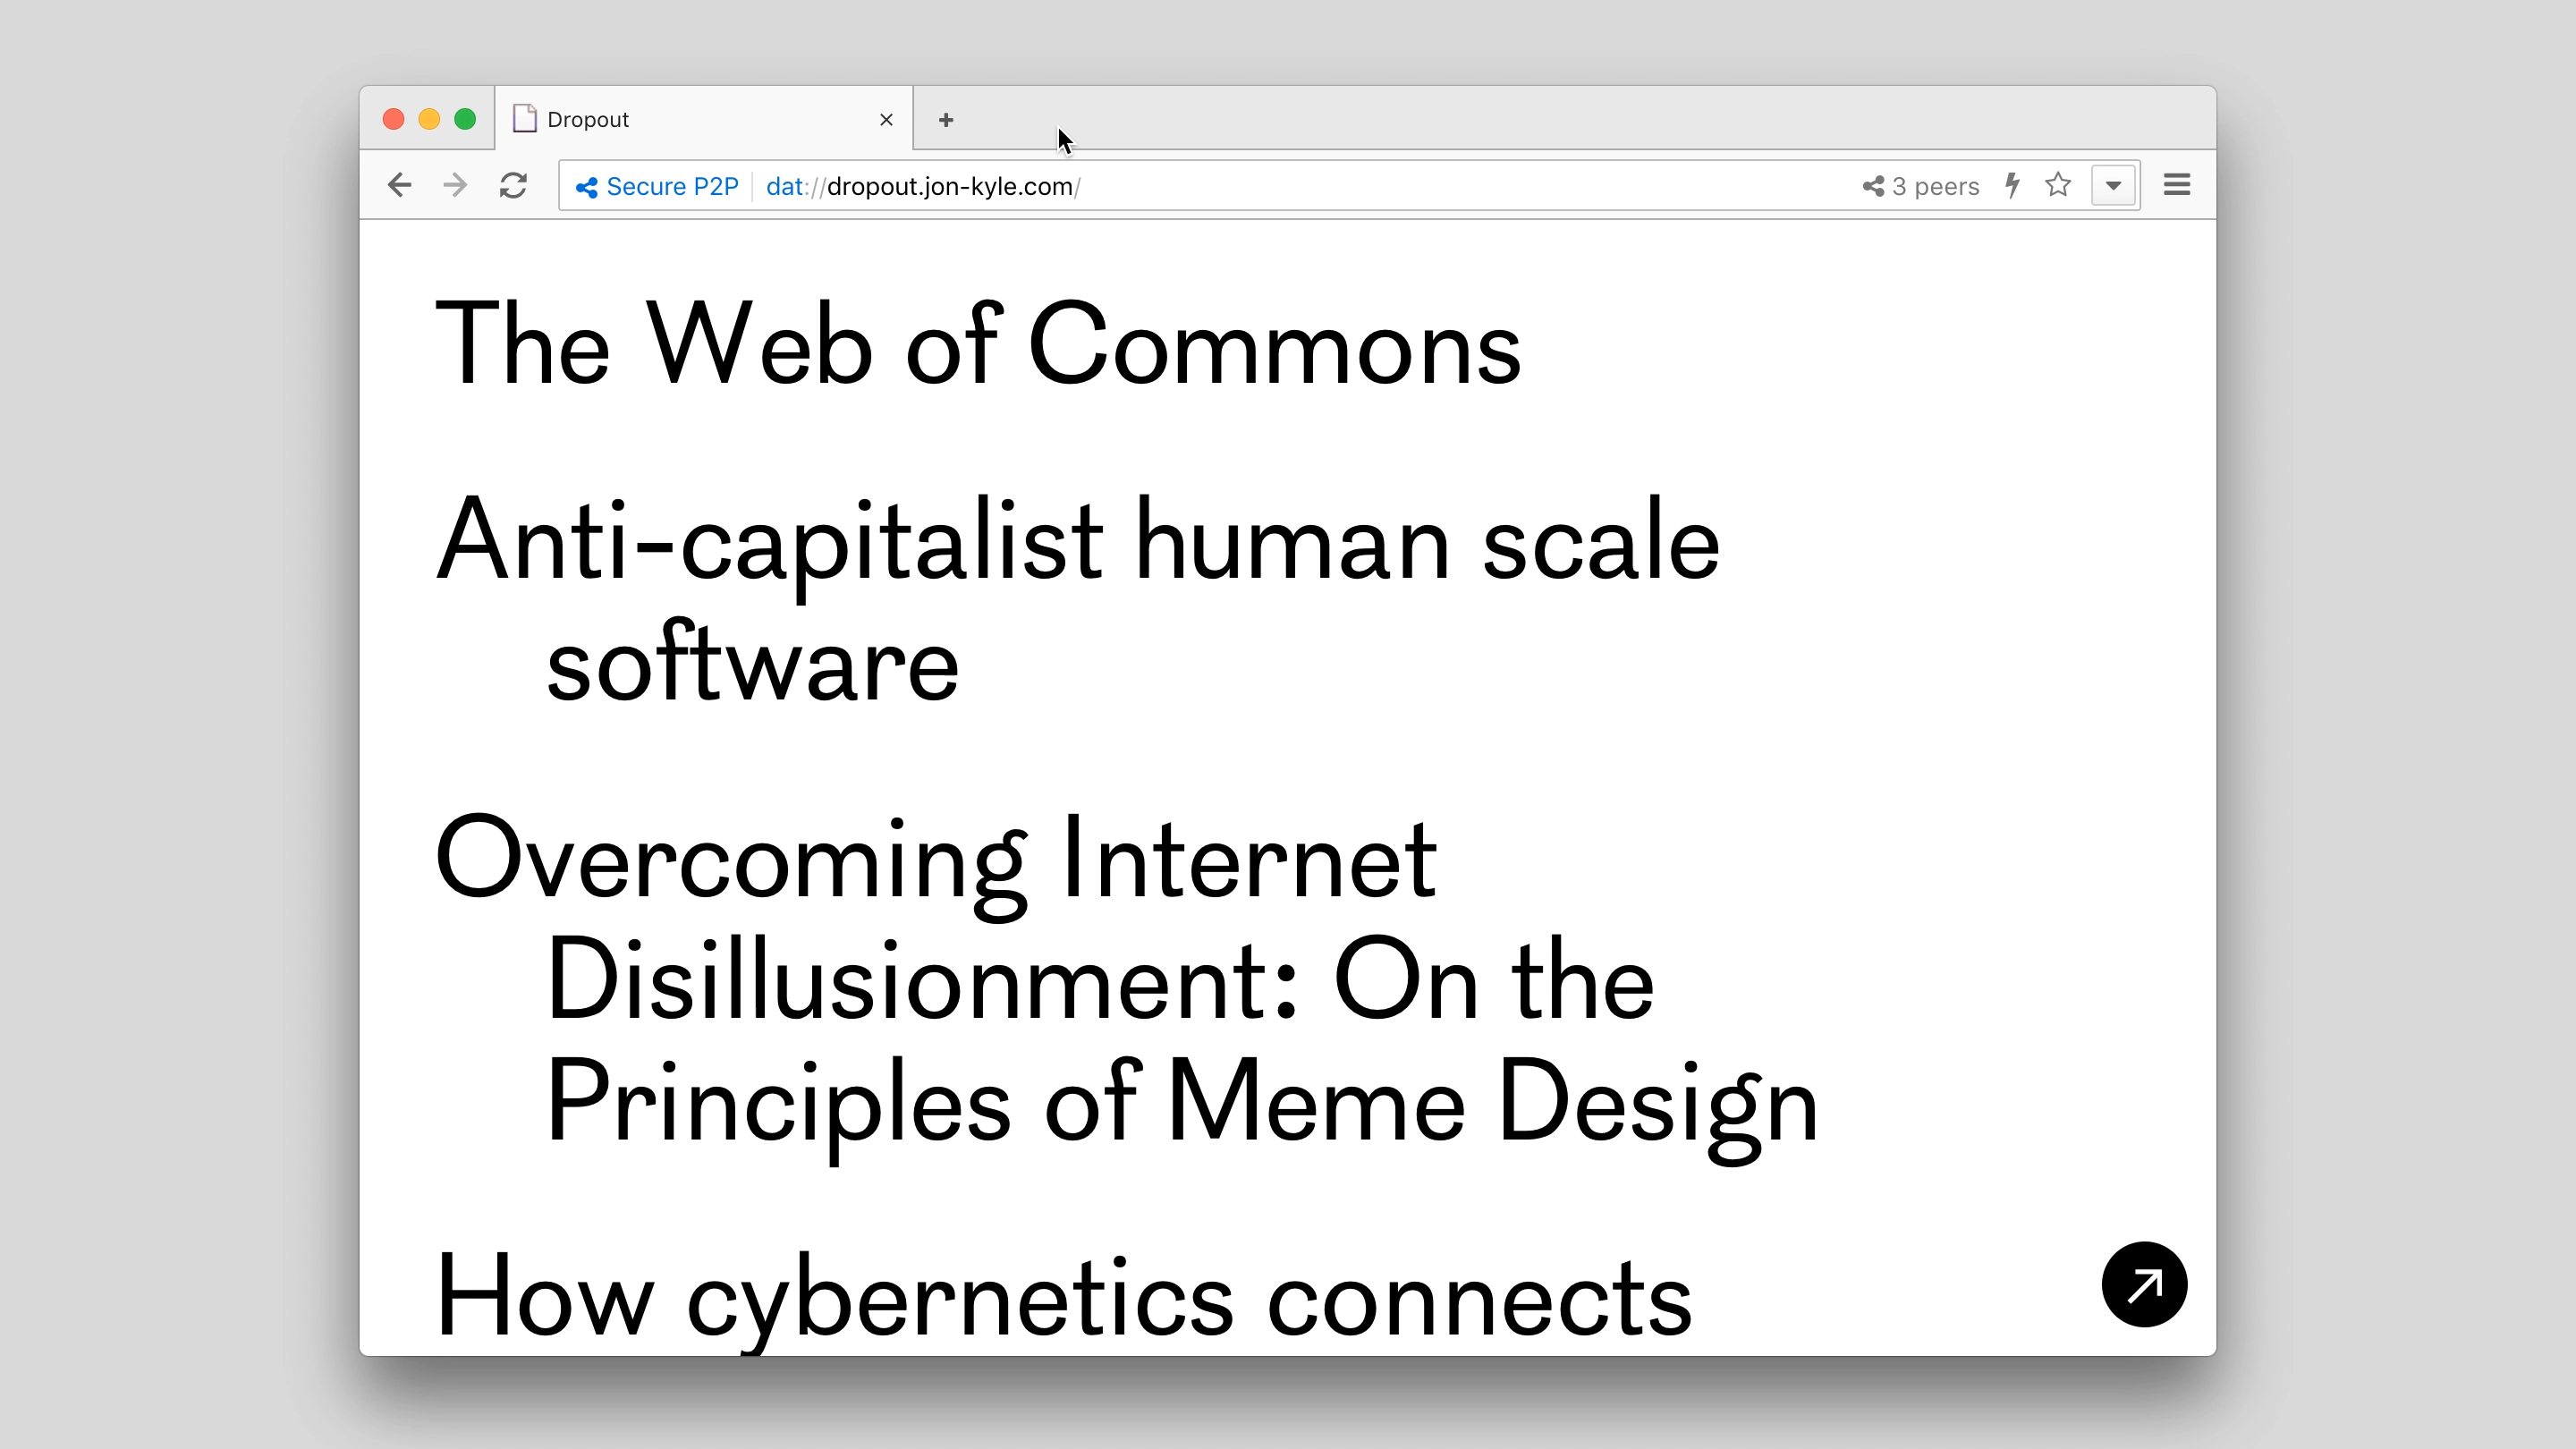 Dropout
Secure P2P dat://dropout.jon-kyle.com/ 3 peers
The Web of Commons
Anti-capitalist human scale
software
Overcoming Internet
Disillusionment: On the
Principles of Meme Design
How cybernetics connects